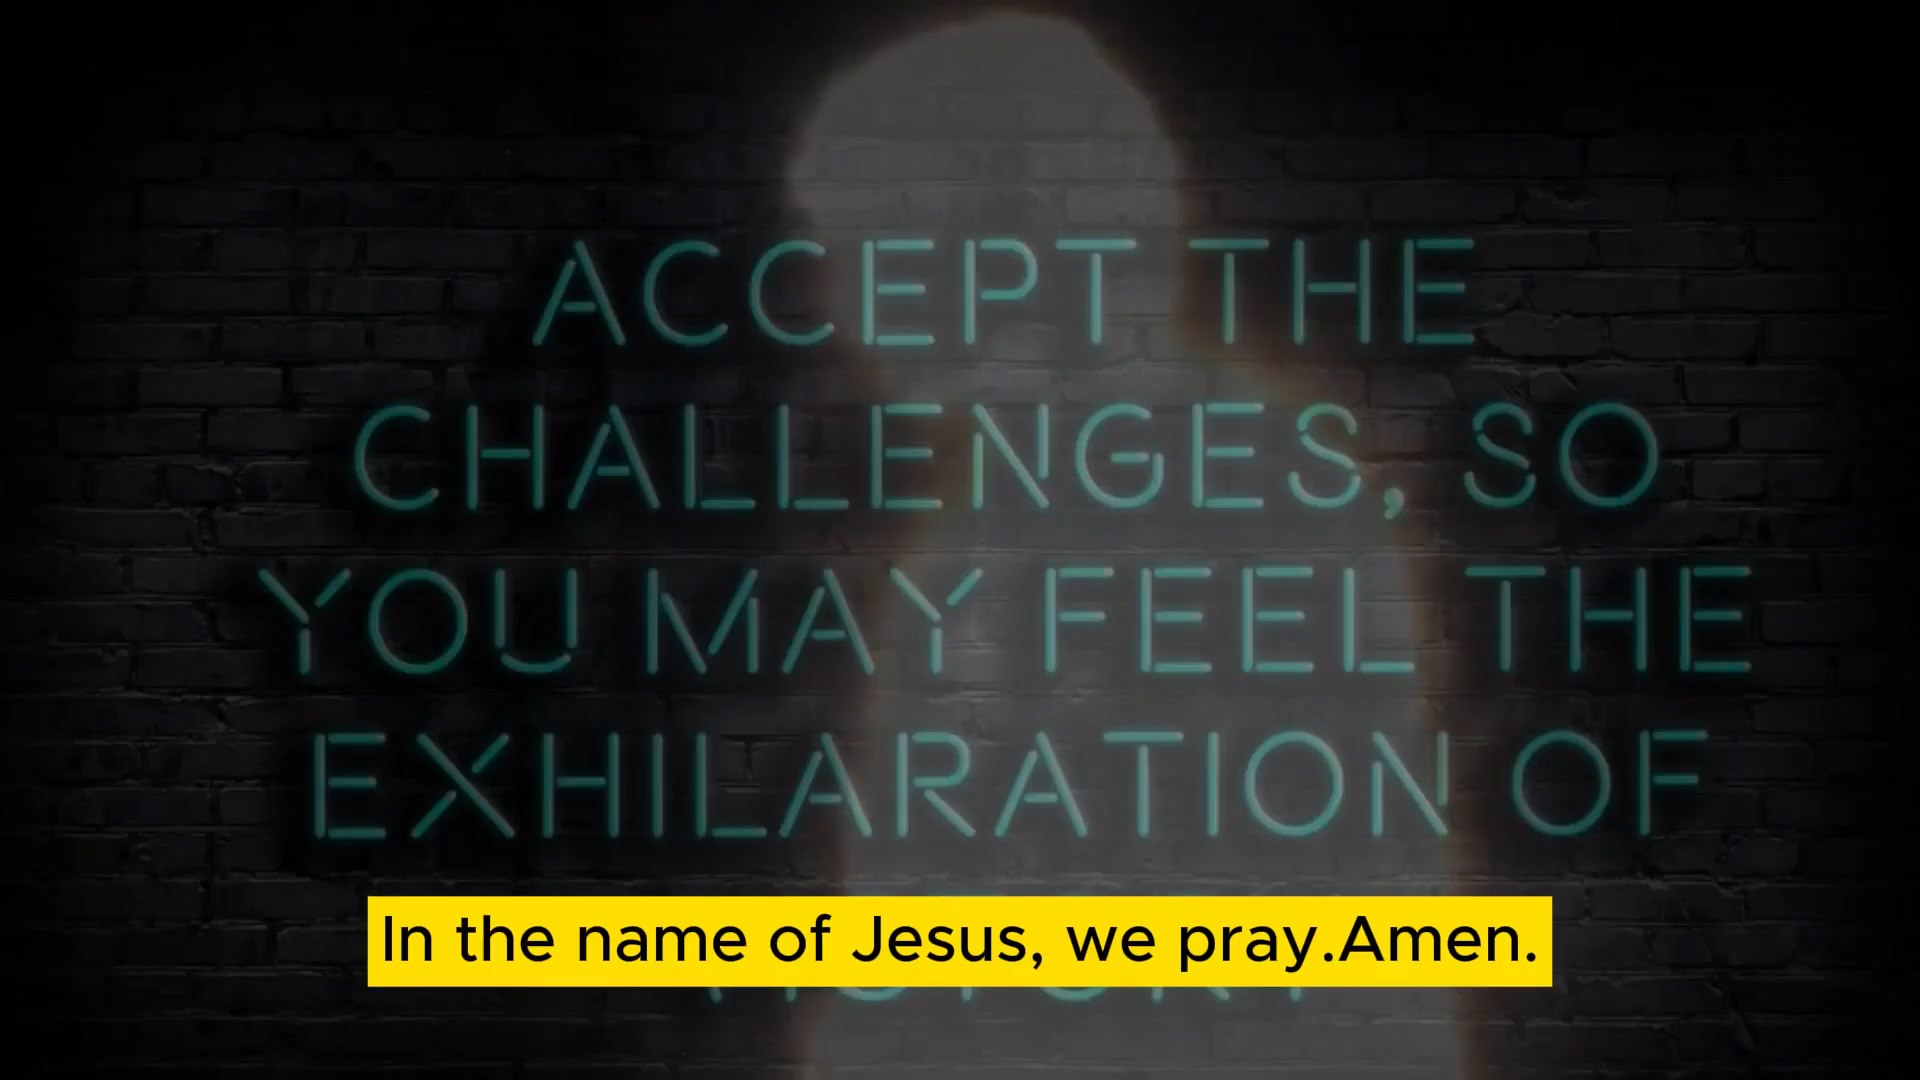 ACCEPT THE
CHALLENGES, SO
YOU MAY FEEL THE
EXHILARATION OF
In the name of Jesus, we pray.Amen.